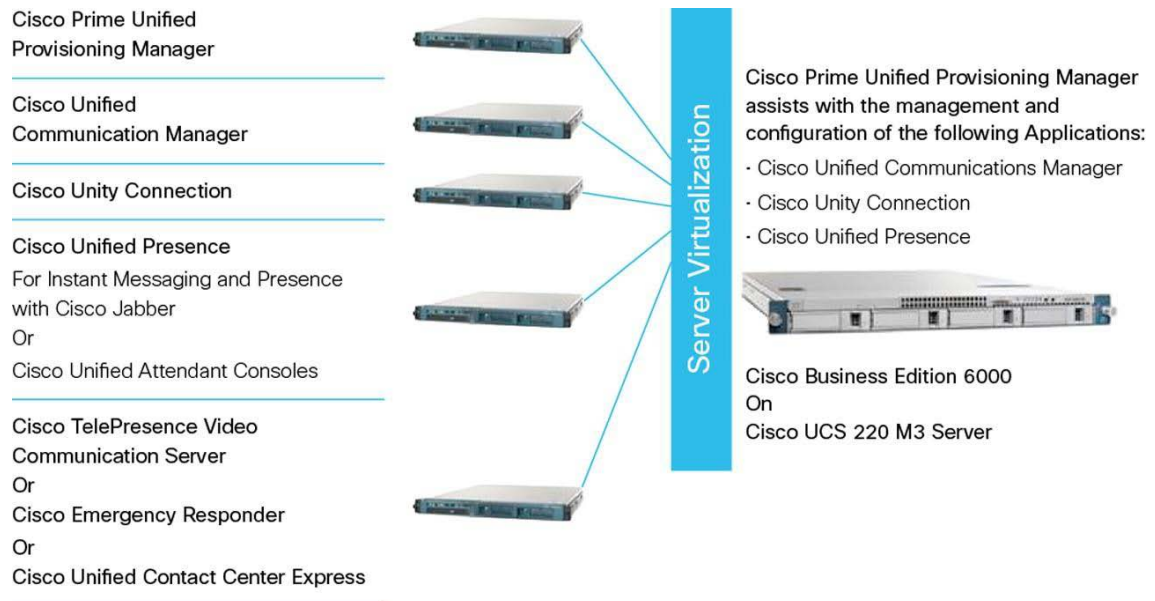 Cisco Prime Unified
Provisioning Manager
Cisco Unified
Communication Manager
Cisco Unity Connection
Cisco Unified Presence
For Instant Messaging and Presence
with Cisco Jabber
Or
Cisco Unified Attendant Consoles
Cisco TelePresence Video
Communication Server
Or
Cisco Emergency Responder
Or
Cisco Unified Contact Center Express
Server Virtualization
Cisco Prime Unified Provisioning Manager
assists with the management and
configuration of the following Applications:
· Cisco Unified Communications Manager
· Cisco Unity Connection
· Cisco Unified Presence
Cisco Business Edition 6000
On
Cisco UCS 220 M3 Server